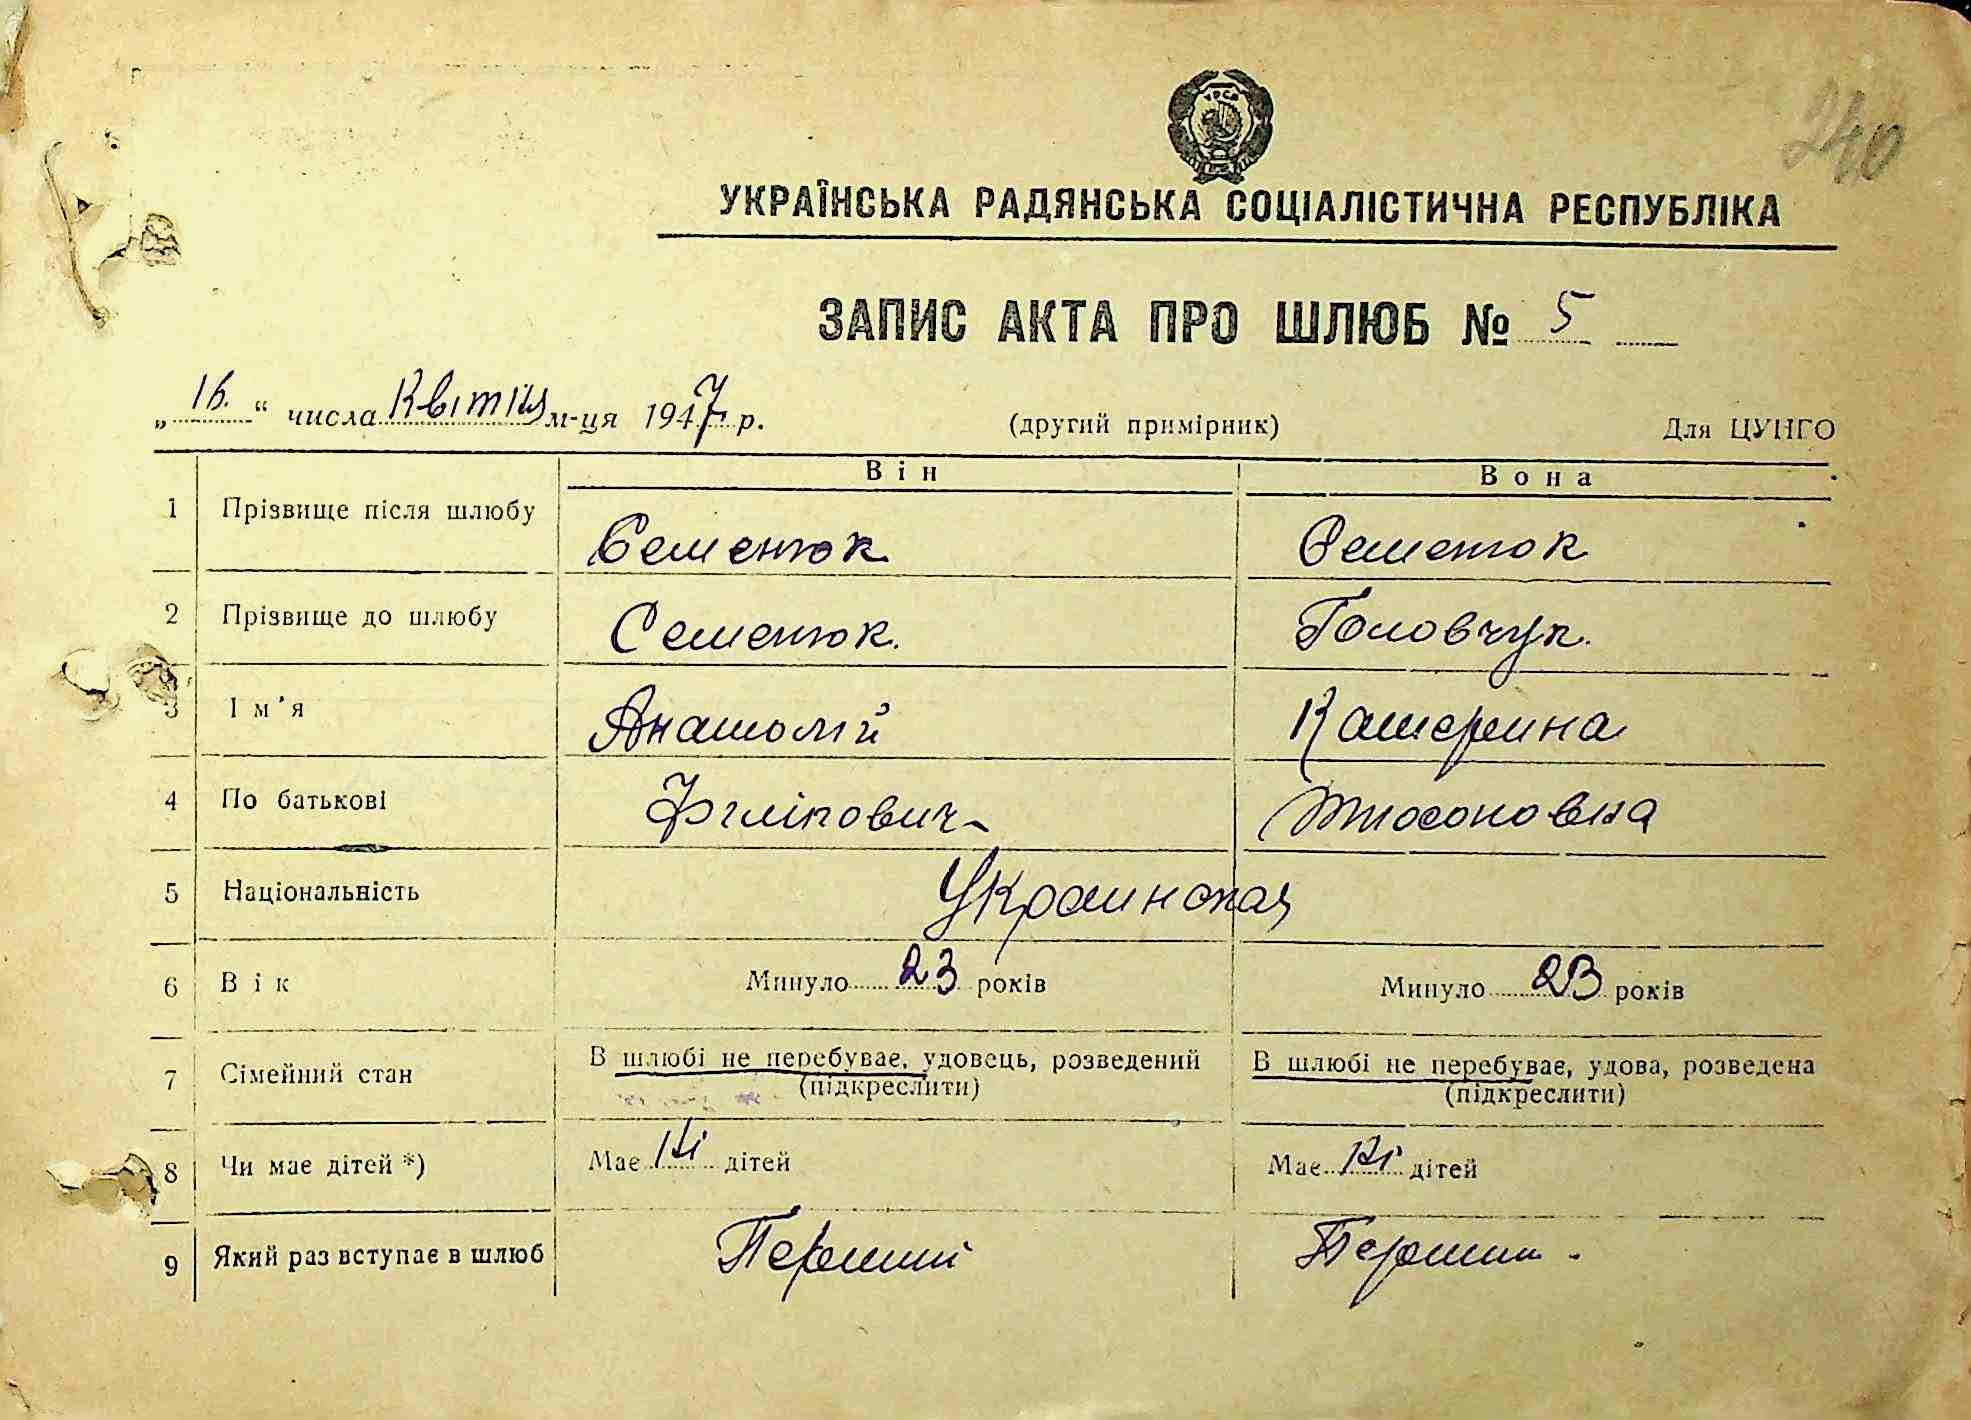 240
УРСР
УКРАЇНСЬКА РАДЯНСЬКА СОЦІАЛІСТИЧНА РЕСПУБЛІКА
ЗАПИС АКТА ПРО ШЛЮБ № 5
„16.“ числа Квітня м-ця 1947 р. (другий примірник) Для ЦУНГО
Він Вона
1 Прізвище після шлюбу Семенюк Семенюк
2 Прізвище до шлюбу Семенюк. Головчук.
3 Ім'я Анатолій Катерина
4 По батькові Філіпович
5 Національність Украинская
6 Вік Минуло 23 років Минуло 23 років
7 Сімейний стан В шлюбі не перебуває, удовець, розведений В шлюбі не перебуває, удова, розведена
(підкреслити) (підкреслити)
8 Чи має дітей *) Має Ні дітей Має Ні дітей
9 Який раз вступає в шлюб Перший Перший